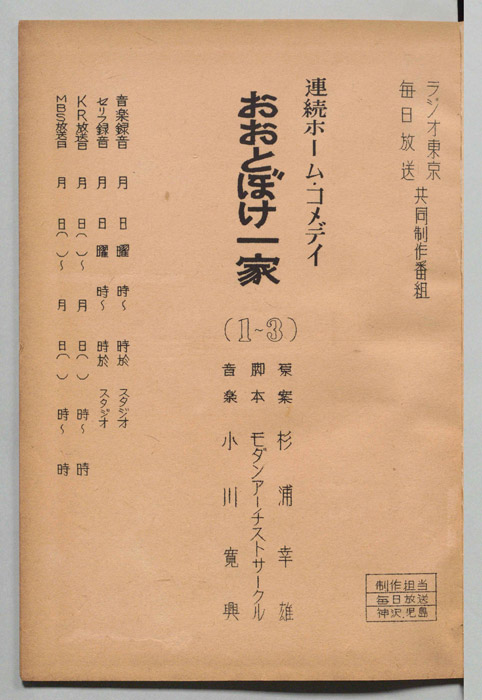 ラジオ東京
毎日放送
共同制作番組
連続ホーム・コメデイ
おおとぼけ一家
(1~3)
原案 杉浦幸雄
脚本 モダンアーチストサークル
音楽 小川寛興
音楽録音 月 日 曜 時~ 時於 スタジオ
セリフ録音 月 日 曜 時~ 時於 スタジオ
KR放送 月 日( )~ 月 日( ) 時~ 時
MBS放送 月 日( )~ 月 日( ) 時~ 時
制作担当
毎日放送
神沢.児島